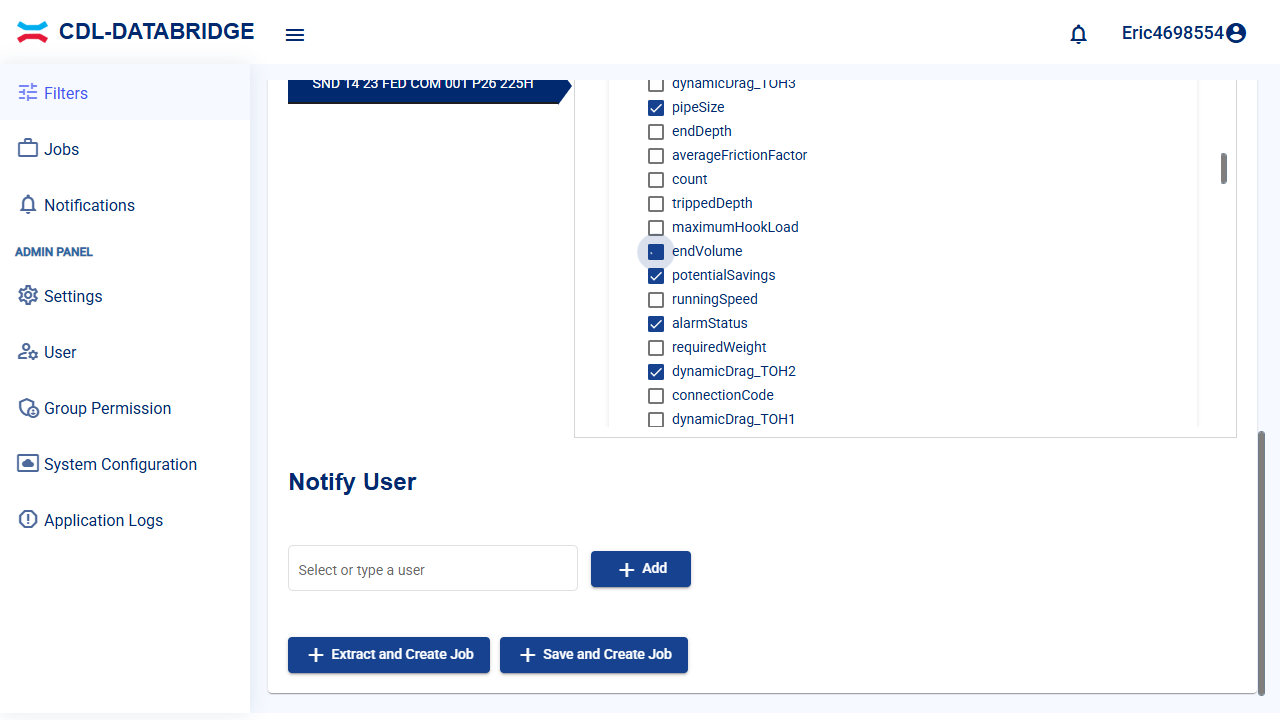 CDL-DATABRIDGE
Eric4698554
Filters
Jobs
Notifications
ADMIN PANEL
Settings
User
Group Permission
System Configuration
Application Logs
SND 14 23 FED COM 001 P26 225H
dynamicDrag_TOH3
pipeSize
endDepth
averageFrictionFactor
count
trippedDepth
maximumHookLoad
endVolume
potentialSavings
runningSpeed
alarmStatus
requiredWeight
dynamicDrag_TOH2
connectionCode
dynamicDrag_TOH1
Notify User
Select or type a user
Add
Extract and Create Job
Save and Create Job